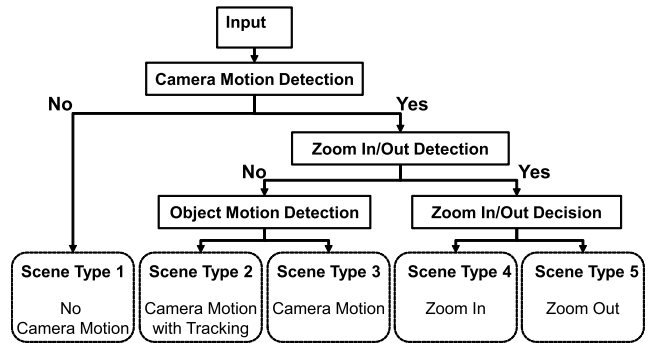 Input
Camera Motion Detection
No
Yes
Zoom In/Out Detection
No
Yes
Object Motion Detection
Zoom In/Out Decision
Scene Type 1
No
Camera Motion
Scene Type 2
Camera Motion
with Tracking
Scene Type 3
Camera Motion
Scene Type 4
Zoom In
Scene Type 5
Zoom Out